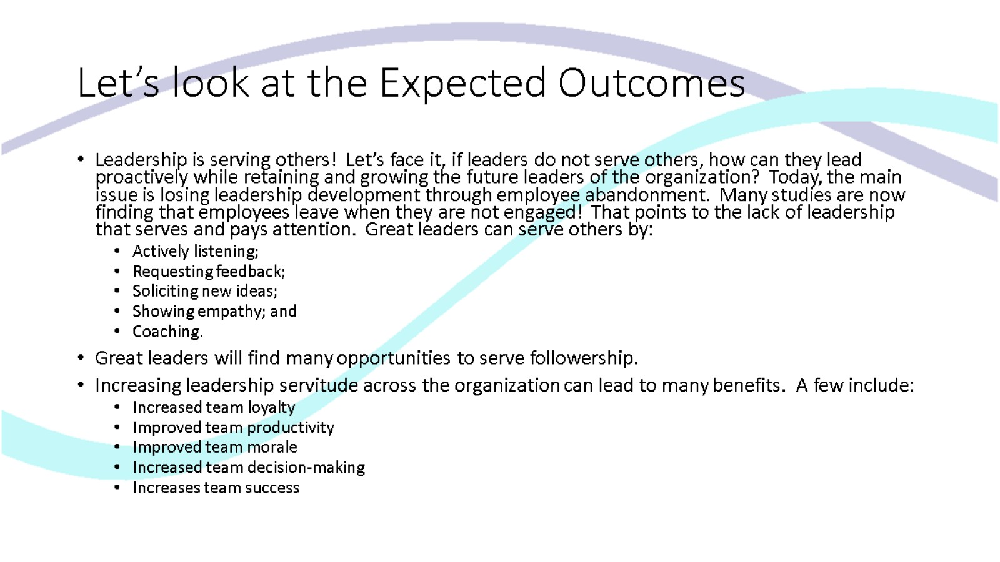 Let’s look at the Expected Outcomes
• Leadership is serving others!  Let’s face it, if leaders do not serve others, how can they lead
proactively while retaining and growing the future leaders of the organization?  Today, the main
issue is losing leadership development through employee abandonment.  Many studies are now
finding that employees leave when they are not engaged!  That points to the lack of leadership
that serves and pays attention.  Great leaders can serve others by:
• Actively listening;
• Requesting feedback;
• Soliciting new ideas;
• Showing empathy; and
• Coaching.
• Great leaders will find many opportunities to serve followership.
• Increasing leadership servitude across the organization can lead to many benefits.  A few include:
• Increased team loyalty
• Improved team productivity
• Improved team morale
• Increased team decision-making
• Increases team success